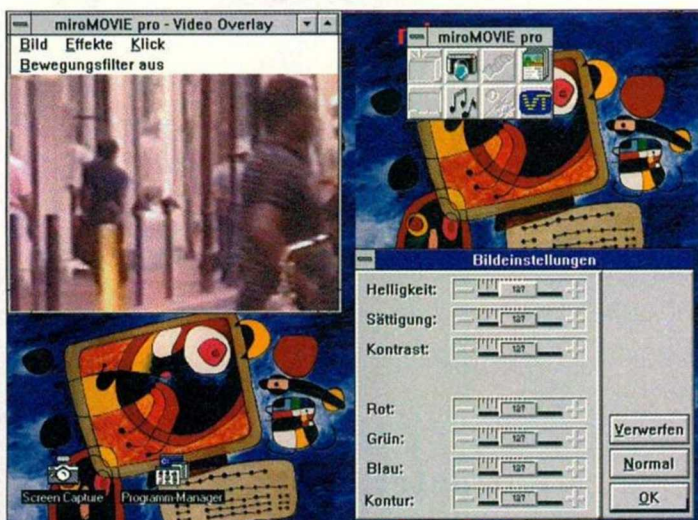 miroMOVIE pro - Video Overlay
Bild Effekte Klick
Bewegungsfilter aus
miroMOVIE pro
VT
Bildeinstellungen
Helligkeit: 127
Sättigung: 127
Kontrast: 127
Rot: 127
Grün: 127
Blau: 127
Kontur: 127
Verwerfen
Normal
OK
Screen Capture Programm-Manager